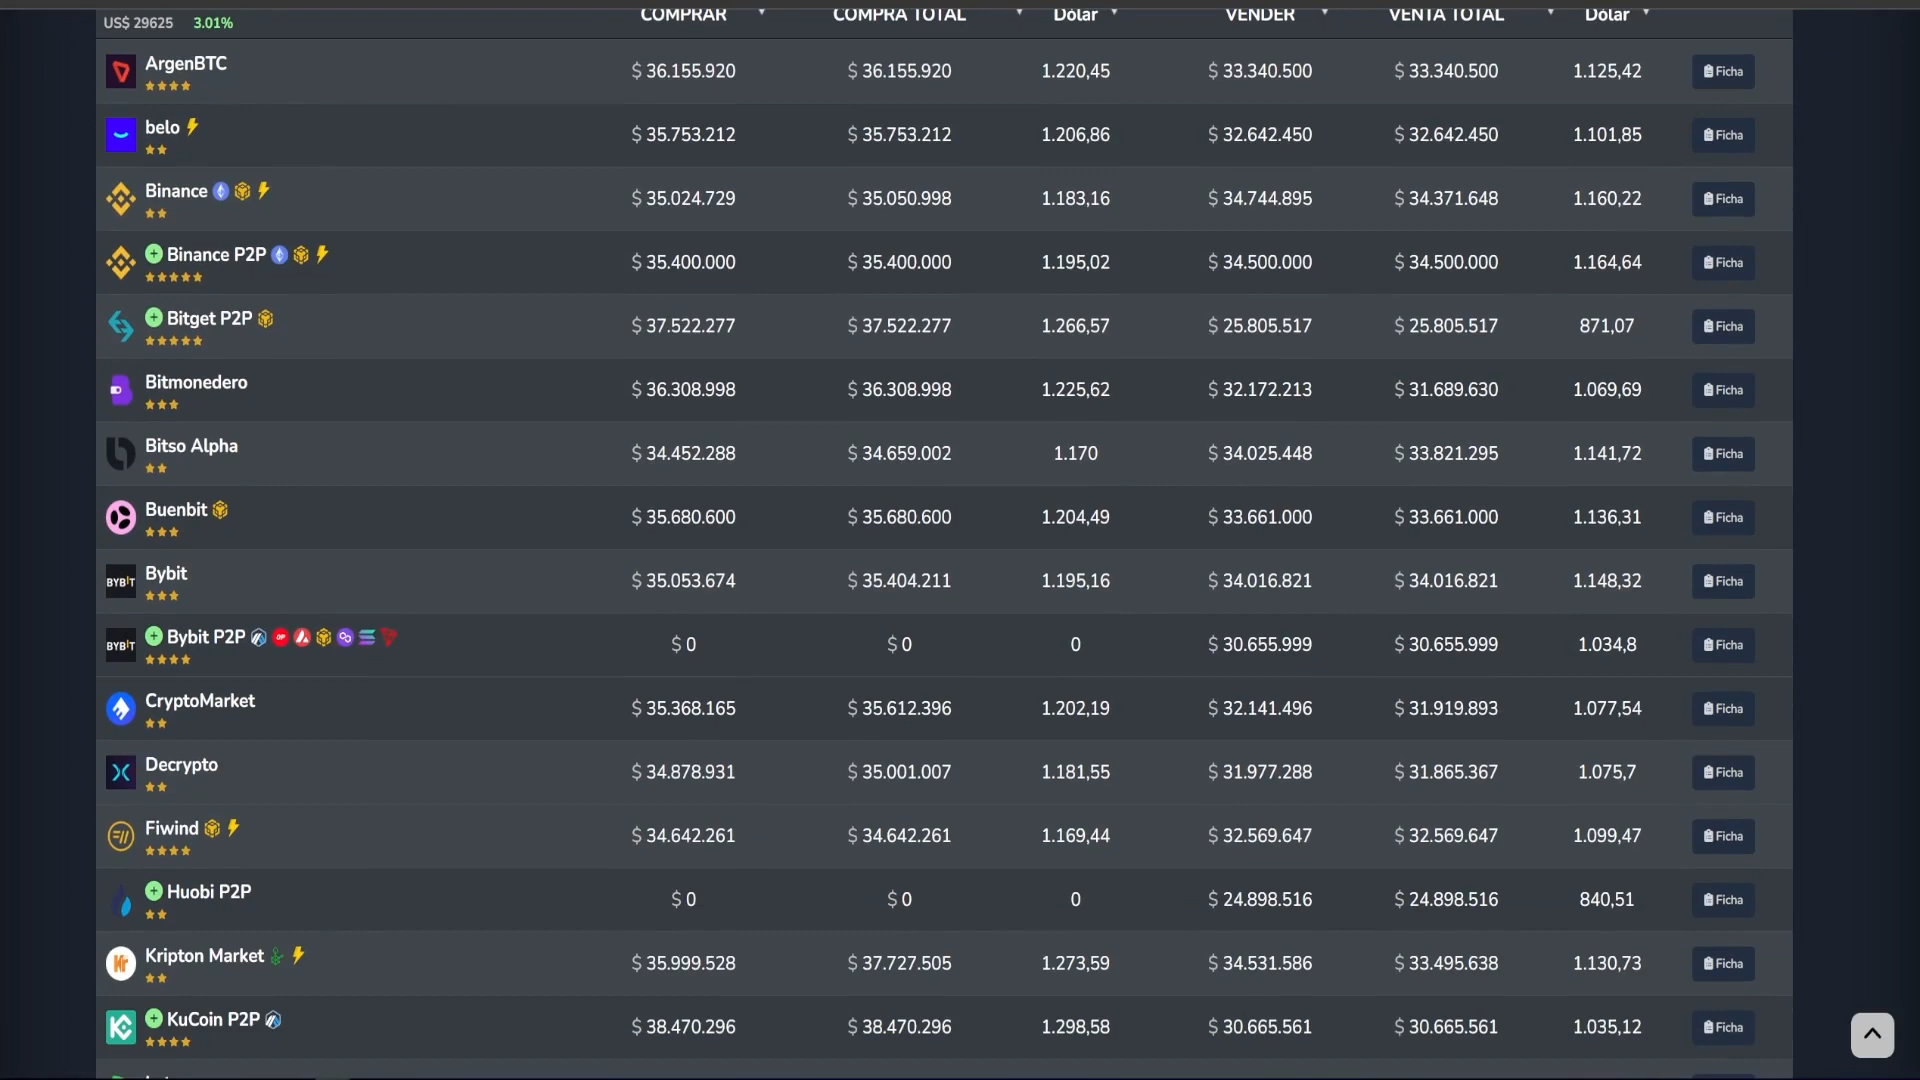 US$ 29625 3.01% COMPRAR COMPRA TOTAL Dólar VENDER VENTA TOTAL Dólar
ArgenBTC $ 36.155.920 $ 36.155.920 1.220,45 $ 33.340.500 $ 33.340.500 1.125,42 Ficha
belo $ 35.753.212 $ 35.753.212 1.206,86 $ 32.642.450 $ 32.642.450 1.101,85 Ficha
Binance $ 35.024.729 $ 35.050.998 1.183,16 $ 34.744.895 $ 34.371.648 1.160,22 Ficha
Binance P2P $ 35.400.000 $ 35.400.000 1.195,02 $ 34.500.000 $ 34.500.000 1.164,64 Ficha
Bitget P2P $ 37.522.277 $ 37.522.277 1.266,57 $ 25.805.517 $ 25.805.517 871,07 Ficha
Bitmonedero $ 36.308.998 $ 36.308.998 1.225,62 $ 32.172.213 $ 31.689.630 1.069,69 Ficha
Bitso Alpha $ 34.452.288 $ 34.659.002 1.170 $ 34.025.448 $ 33.821.295 1.141,72 Ficha
Buenbit $ 35.680.600 $ 35.680.600 1.204,49 $ 33.661.000 $ 33.661.000 1.136,31 Ficha
BYBIT Bybit $ 35.053.674 $ 35.404.211 1.195,16 $ 34.016.821 $ 34.016.821 1.148,32 Ficha
BYBIT Bybit P2P OP $ 0 $ 0 0 $ 30.655.999 $ 30.655.999 1.034,8 Ficha
CryptoMarket $ 35.368.165 $ 35.612.396 1.202,19 $ 32.141.496 $ 31.919.893 1.077,54 Ficha
Decrypto $ 34.878.931 $ 35.001.007 1.181,55 $ 31.977.288 $ 31.865.367 1.075,7 Ficha
Fiwind $ 34.642.261 $ 34.642.261 1.169,44 $ 32.569.647 $ 32.569.647 1.099,47 Ficha
Huobi P2P $ 0 $ 0 0 $ 24.898.516 $ 24.898.516 840,51 Ficha
Kr Kripton Market $ 35.999.528 $ 37.727.505 1.273,59 $ 34.531.586 $ 33.495.638 1.130,73 Ficha
KuCoin P2P $ 38.470.296 $ 38.470.296 1.298,58 $ 30.665.561 $ 30.665.561 1.035,12 Ficha